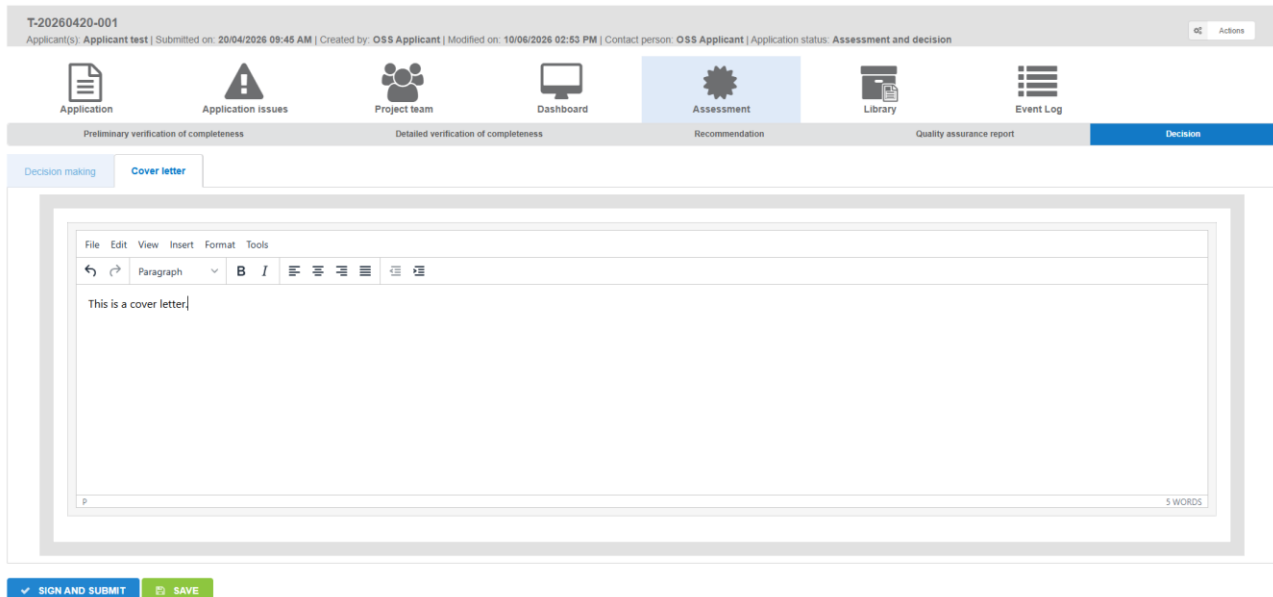 T-20260420-001
Applicant(s): Applicant test | Submitted on: 20/04/2026 09:45 AM | Created by: OSS Applicant | Modified on: 10/06/2026 02:53 PM | Contact person: OSS Applicant | Application status: Assessment and decision
Actions
Application
Application issues
Project team
Dashboard
Assessment
Library
Event Log
Preliminary verification of completeness
Detailed verification of completeness
Recommendation
Quality assurance report
Decision
Decision making
Cover letter
File Edit View Insert Format Tools
Paragraph B I
This is a cover letter.
P
5 WORDS
SIGN AND SUBMIT
SAVE